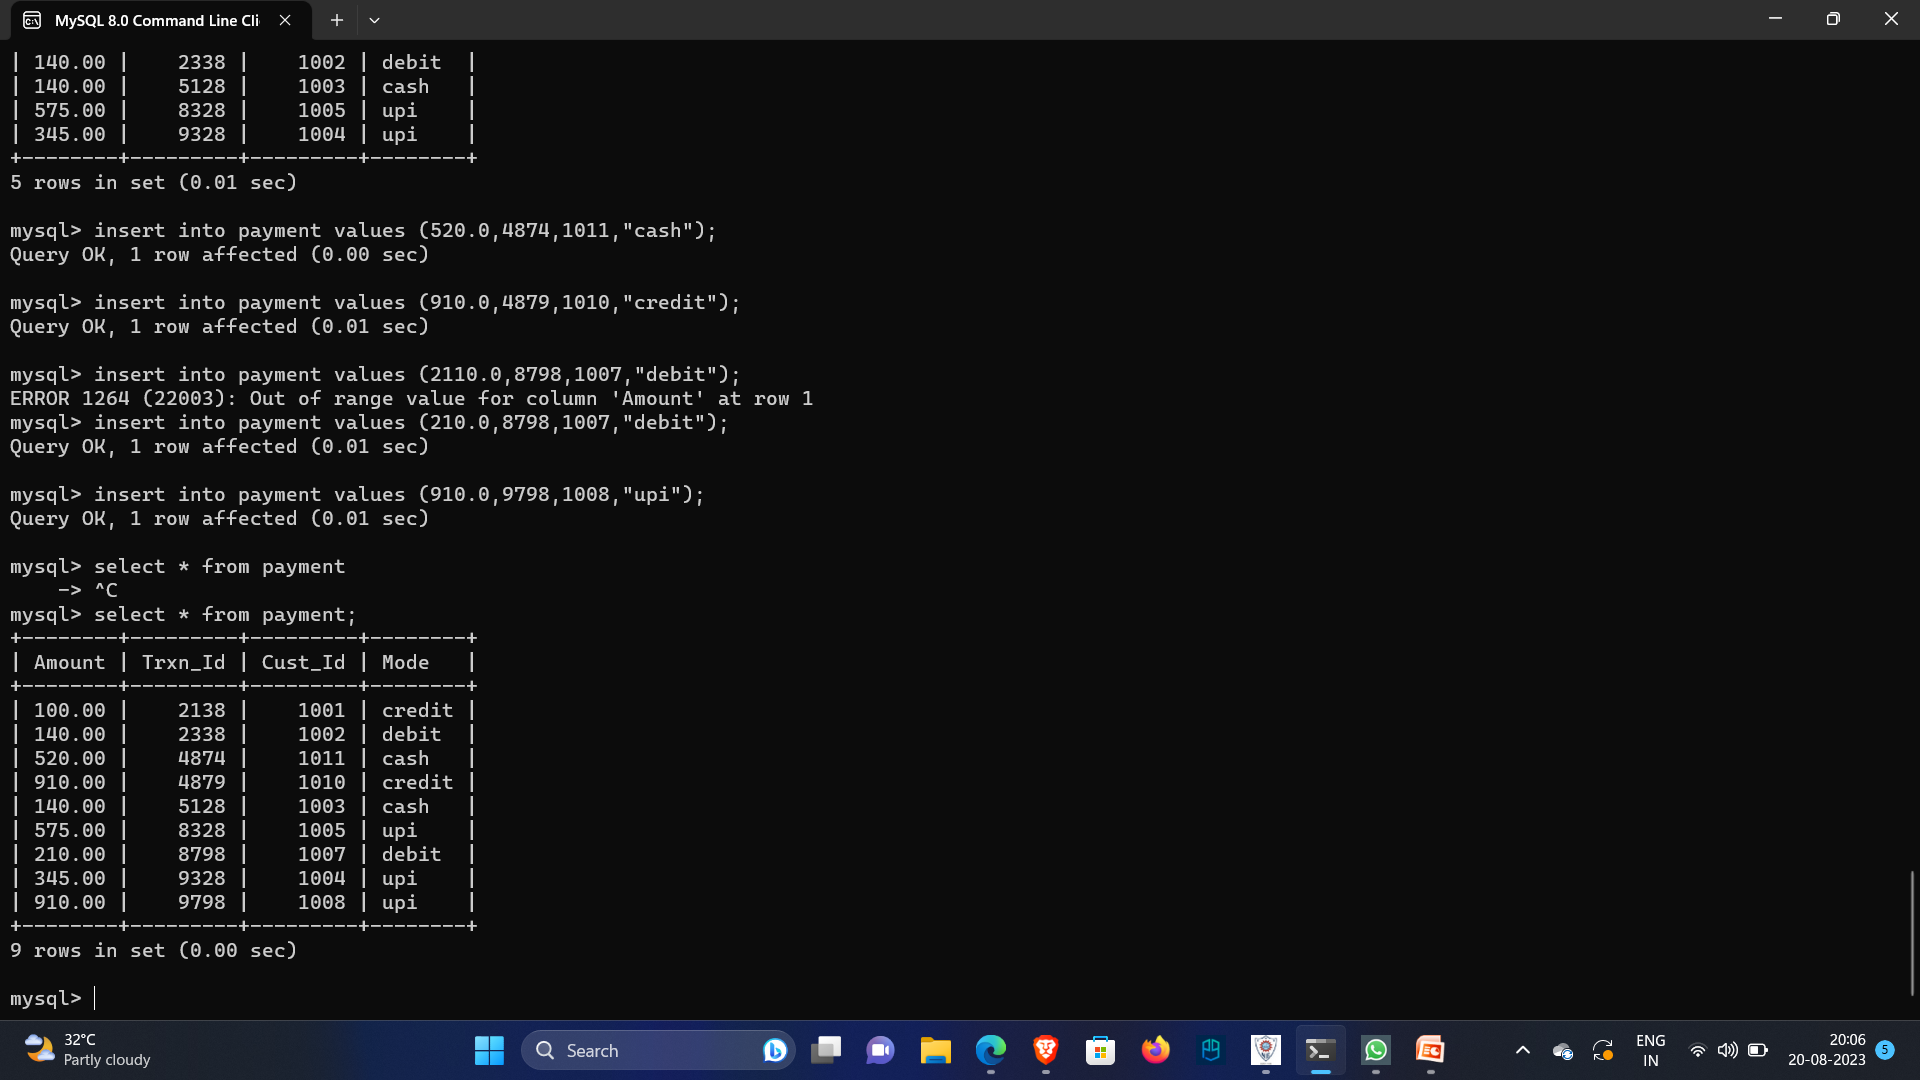 MySQL 8.0 Command Line Cli
| 140.00 |    2338 |    1002 | debit  |
| 140.00 |    5128 |    1003 | cash   |
| 575.00 |    8328 |    1005 | upi    |
| 345.00 |    9328 |    1004 | upi    |
+--------+---------+---------+--------+
5 rows in set (0.01 sec)
mysql> insert into payment values (520.0,4874,1011,"cash");
Query OK, 1 row affected (0.00 sec)
mysql> insert into payment values (910.0,4879,1010,"credit");
Query OK, 1 row affected (0.01 sec)
mysql> insert into payment values (2110.0,8798,1007,"debit");
ERROR 1264 (22003): Out of range value for column 'Amount' at row 1
mysql> insert into payment values (210.0,8798,1007,"debit");
Query OK, 1 row affected (0.01 sec)
mysql> insert into payment values (910.0,9798,1008,"upi");
Query OK, 1 row affected (0.01 sec)
mysql> select * from payment
    -> ^C
mysql> select * from payment;
+--------+---------+---------+--------+
| Amount | Trxn_Id | Cust_Id | Mode   |
+--------+---------+---------+--------+
| 100.00 |    2138 |    1001 | credit |
| 140.00 |    2338 |    1002 | debit  |
| 520.00 |    4874 |    1011 | cash   |
| 910.00 |    4879 |    1010 | credit |
| 140.00 |    5128 |    1003 | cash   |
| 575.00 |    8328 |    1005 | upi    |
| 210.00 |    8798 |    1007 | debit  |
| 345.00 |    9328 |    1004 | upi    |
| 910.00 |    9798 |    1008 | upi    |
+--------+---------+---------+--------+
9 rows in set (0.00 sec)
mysql>
32°C
Partly cloudy
Search
ENG
IN
20:06
20-08-2023
5